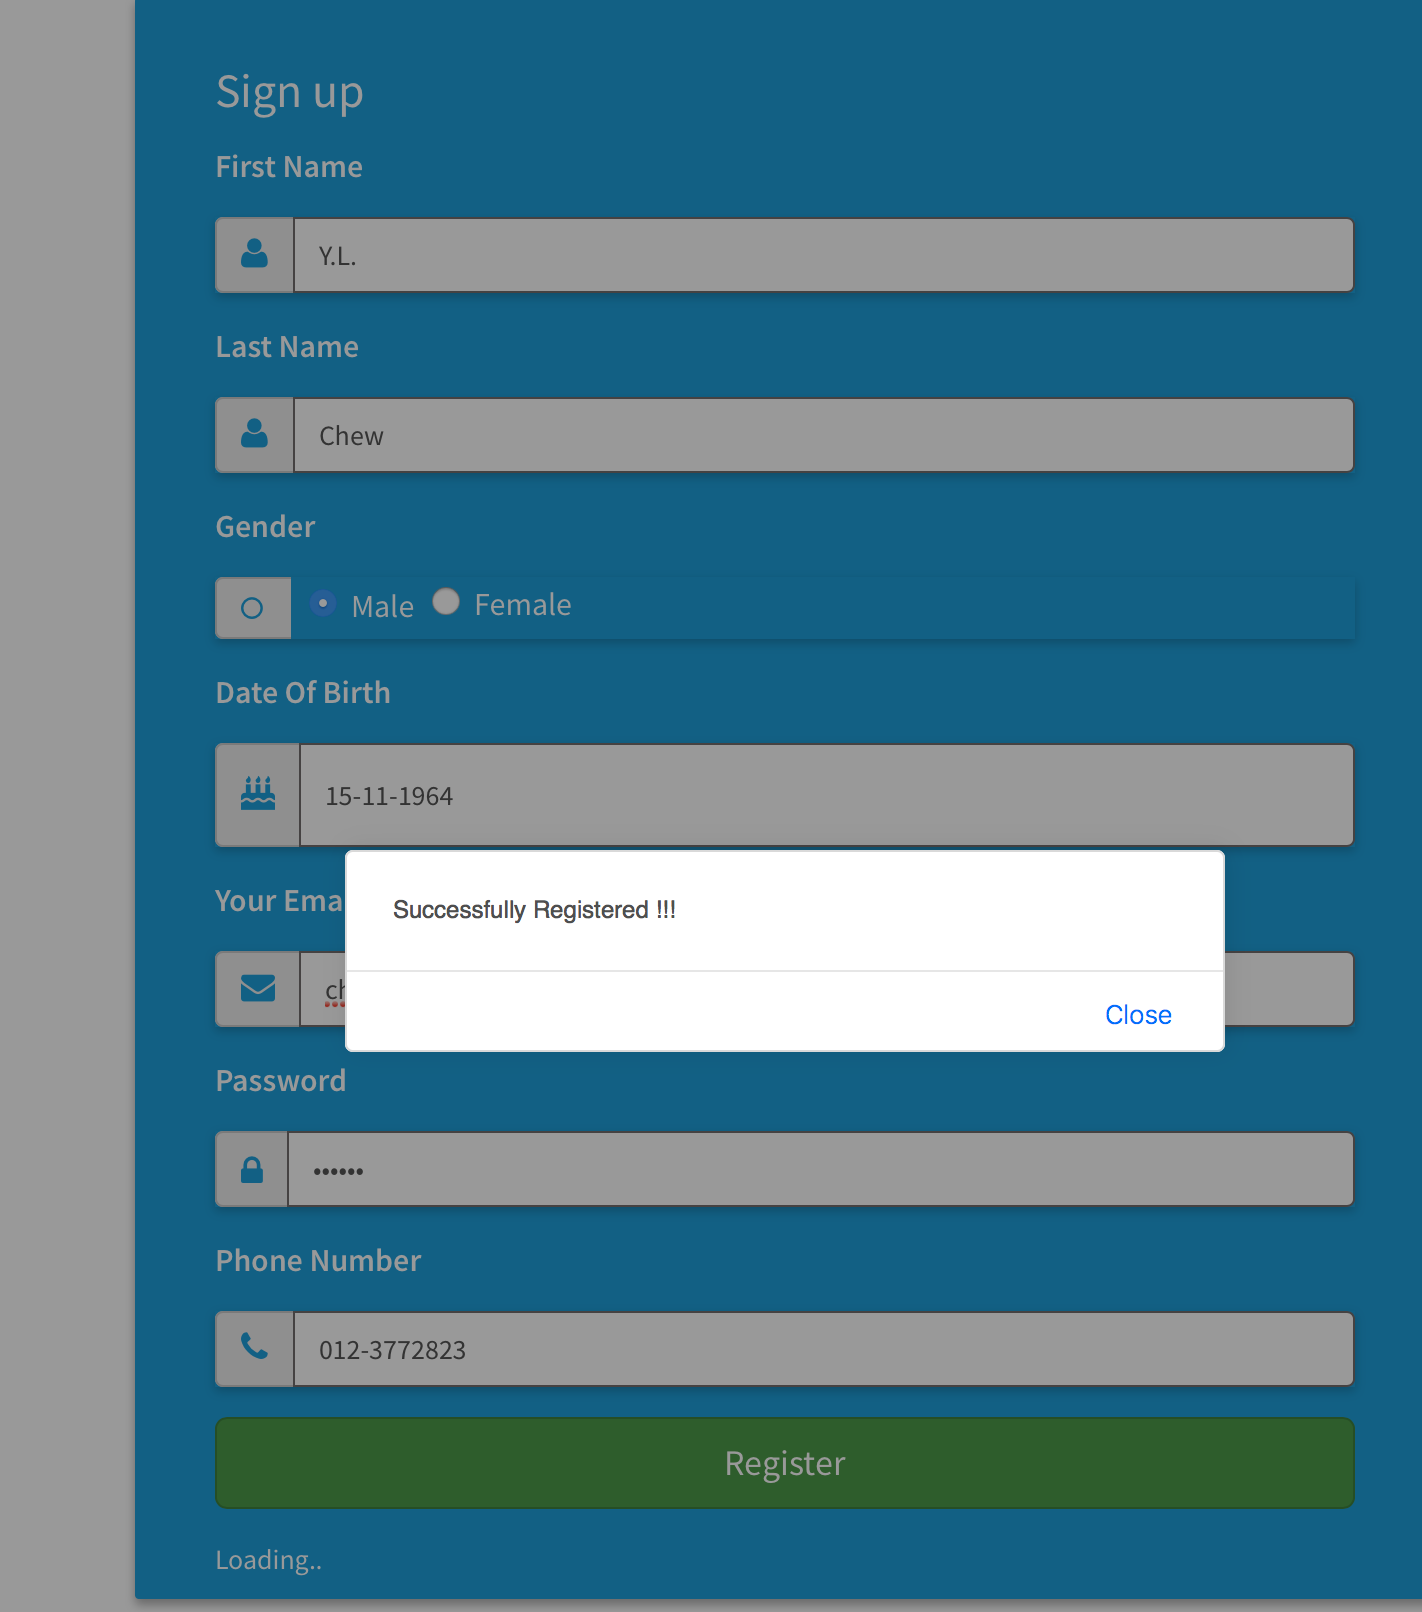 Sign up
First Name
Y.L.
Last Name
Chew
Gender
Male Female
Date Of Birth
15-11-1964
Your Ema
Successfully Registered !!!
Close
Password
••••••
Phone Number
012-3772823
Register
Loading..